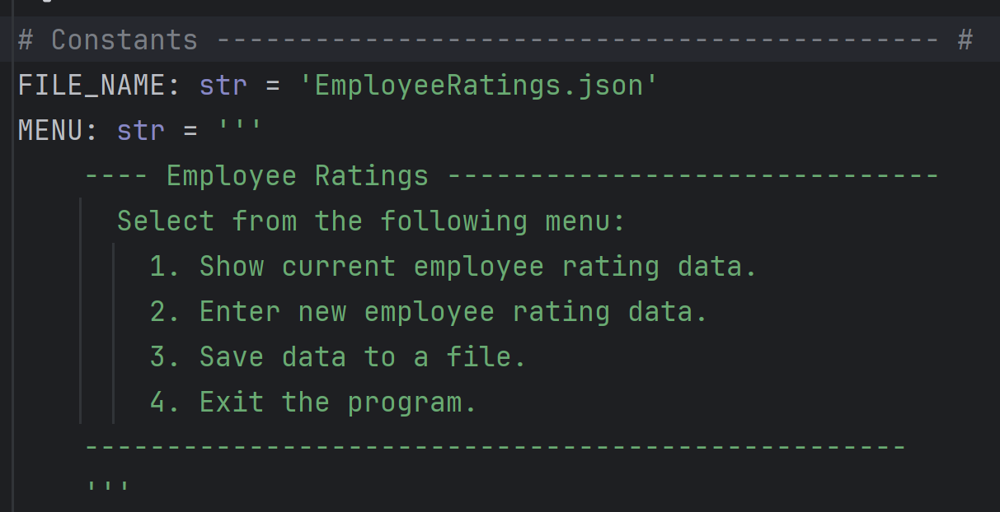 # Constants -------------------------------------------- #
FILE_NAME: str = 'EmployeeRatings.json'
MENU: str = '''
    ---- Employee Ratings ------------------------------
      Select from the following menu:
        1. Show current employee rating data.
        2. Enter new employee rating data.
        3. Save data to a file.
        4. Exit the program.
    --------------------------------------------------
    '''